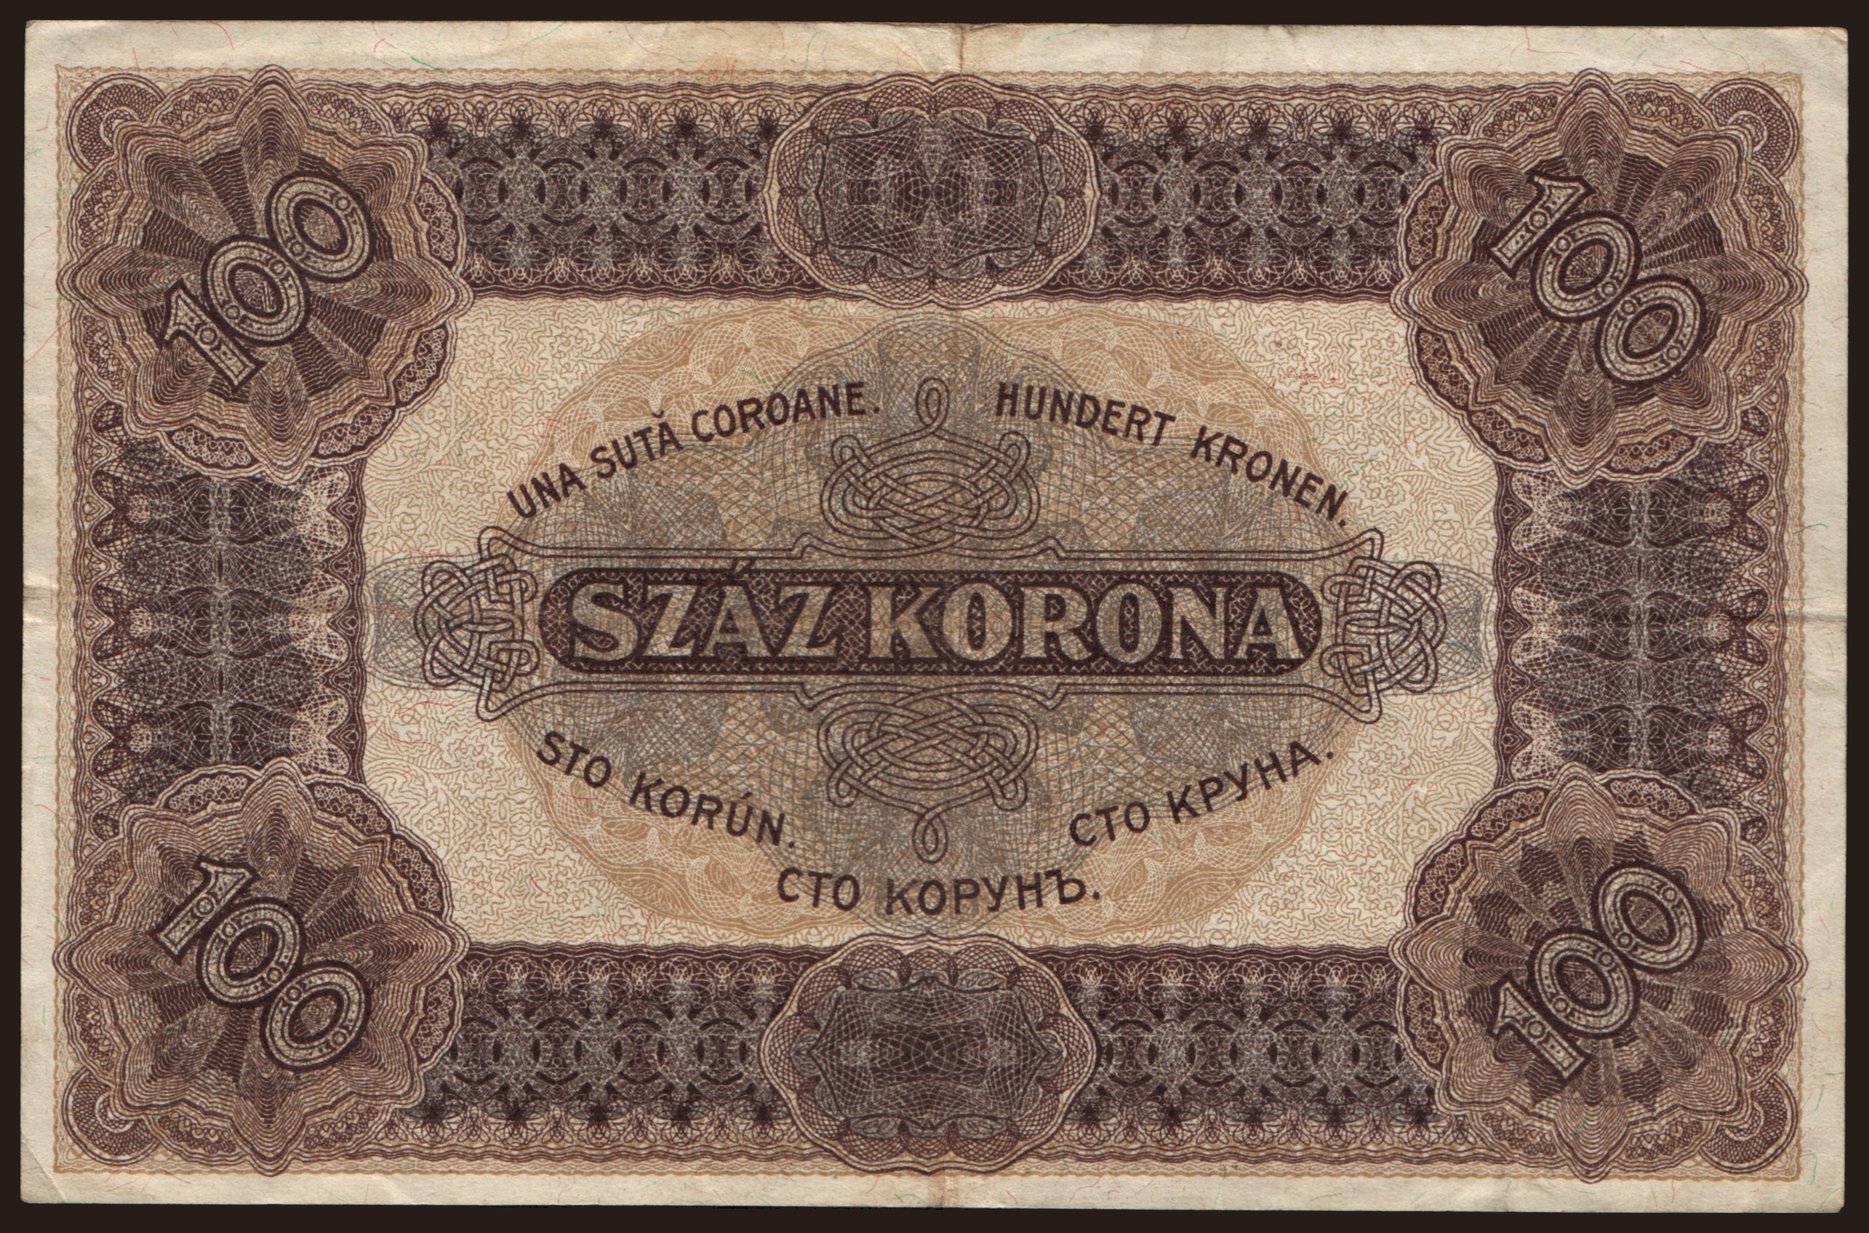 100
100
UNA SUTĂ COROANE.
HUNDERT KRONEN.
SZÁZ KORONA
STO KORÚN.
СТО КРУНА.
СТО КОРУНЪ.
100
100